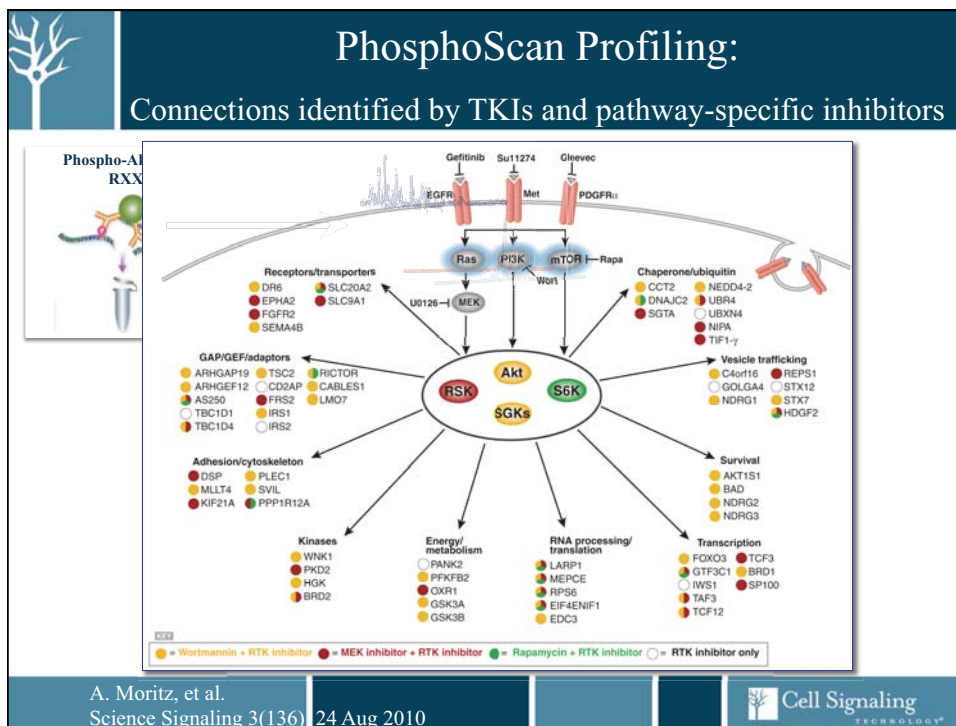 PhosphoScan Profiling:
Connections identified by TKIs and pathway-specific inhibitors
Phospho-
RXX
Gefitinib
Su11274
Gleevec
EGFR
Met
PDGFRα
Ras
PI3K
mTOR
Rapa
Wort
U0126
MEK
Receptors/transporters
DR6
SLC20A2
EPHA2
SLC9A1
FGFR2
SEMA4B
Chaperone/ubiquitin
CCT2
NEDD4-2
DNAJC2
UBR4
SGTA
UBXN4
NIPA
TIF1-γ
GAP/GEF/adaptors
ARHGAP19
TSC2
RICTOR
ARHGEF12
CD2AP
CABLES1
AS250
FRS2
LMO7
TBC1D1
IRS1
TBC1D4
IRS2
Akt
RSK
S6K
SGKs
Vesicle trafficking
C4orf16
REPS1
GOLGA4
STX12
NDRG1
STX7
HDGF2
Adhesion/cytoskeleton
DSP
PLEC1
MLLT4
SVIL
KIF21A
PPP1R12A
Survival
AKT1S1
BAD
NDRG2
NDRG3
Kinases
WNK1
PKD2
HGK
BRD2
Energy/
metabolism
PANK2
PFKFB2
OXR1
GSK3A
GSK3B
RNA processing/
translation
LARP1
MEPCE
RPS6
EIF4ENIF1
EDC3
Transcription
FOXO3
TCF3
GTF3C1
BRD1
IWS1
SP100
TAF3
TCF12
KEY
= Wortmannin + RTK inhibitor
= MEK inhibitor + RTK inhibitor
= Rapamycin + RTK inhibitor
= RTK inhibitor only
A. Moritz, et al.
Science Signaling 3(136) 24 Aug 2010
Cell Signaling
TECHNOLOGY®